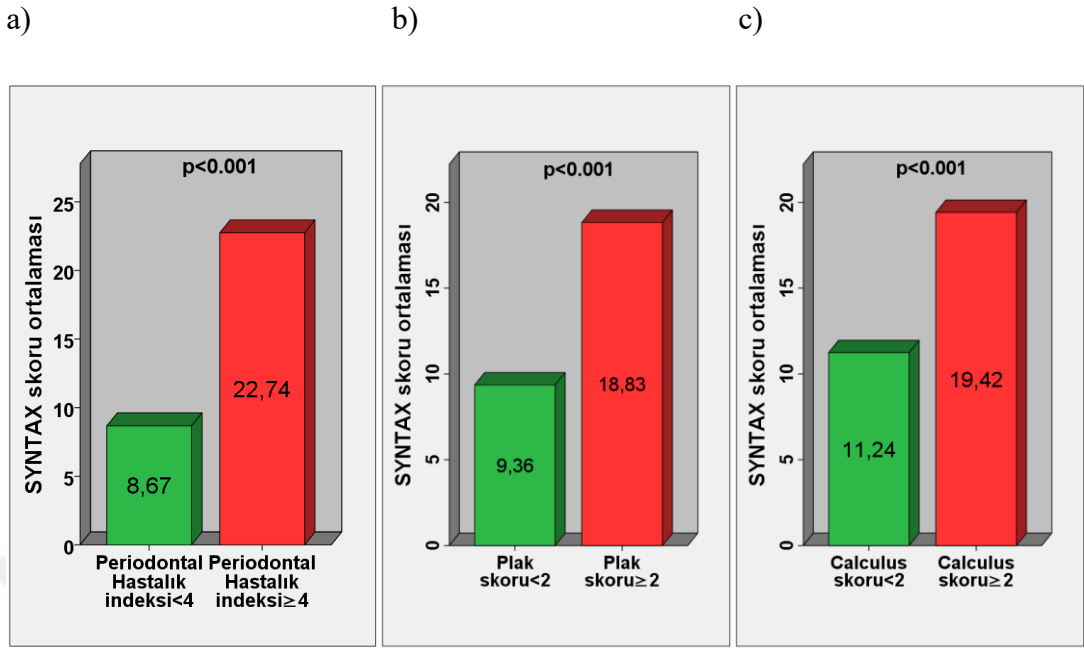 a)
b)
c)
p<0.001
SYNTAX skoru ortalaması
25
20
15
10
5
0
8,67
22,74
Periodontal
Hastalık
indeksi<4
Periodontal
Hastalık
indeksi≥4
p<0.001
SYNTAX skoru ortalaması
20
15
10
5
0
9,36
18,83
Plak
skoru<2
Plak
skoru≥2
p<0.001
SYNTAX skoru ortalaması
20
15
10
5
0
11,24
19,42
Calculus
skoru<2
Calculus
skoru≥2